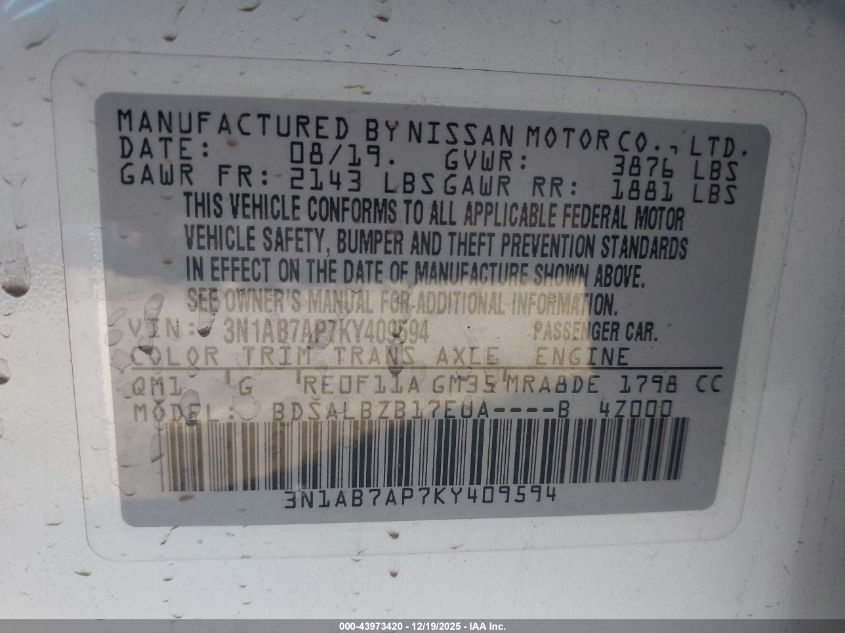 MANUFACTURED BY NISSAN MOTOR CO., LTD.
DATE: 08/19. GVWR: 3876 LBS
GAWR FR: 2143 LBS GAWR RR: 1881 LBS
THIS VEHICLE CONFORMS TO ALL APPLICABLE FEDERAL MOTOR
VEHICLE SAFETY, BUMPER AND THEFT PREVENTION STANDARDS
IN EFFECT ON THE DATE OF MANUFACTURE SHOWN ABOVE.
SEE OWNER'S MANUAL FOR ADDITIONAL INFORMATION.
VIN: 3N1AB7AP7KY409594 PASSENGER CAR.
COLOR TRIM TRANS AXLE ENGINE
QM1 G RE0F11A GM35 MRA8DE 1798 CC
MODEL: BDSALBZB17EUA----B 4Z000
3N1AB7AP7KY409594
000-43973420 - 12/19/2025 - IAA Inc.